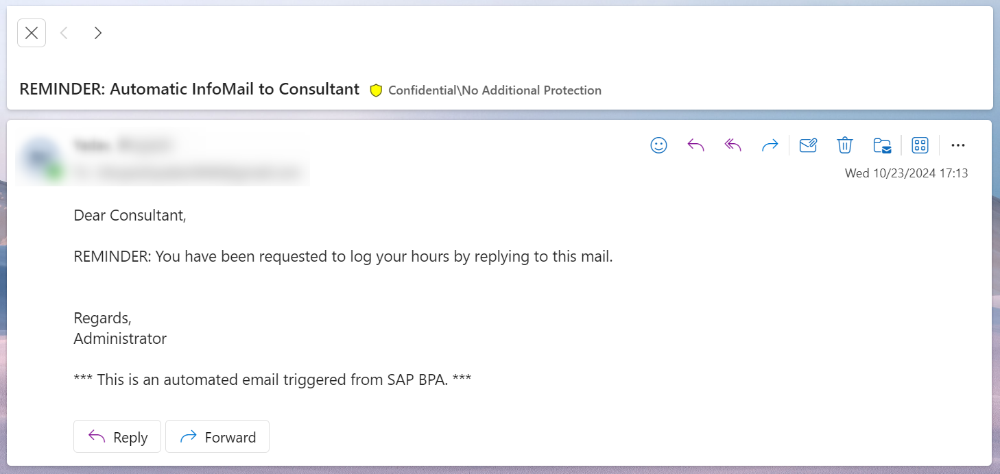 REMINDER: Automatic InfoMail to Consultant Confidential\No Additional Protection
Wed 10/23/2024 17:13
Dear Consultant,
REMINDER: You have been requested to log your hours by replying to this mail.
Regards,
Administrator
*** This is an automated email triggered from SAP BPA. ***
Reply Forward